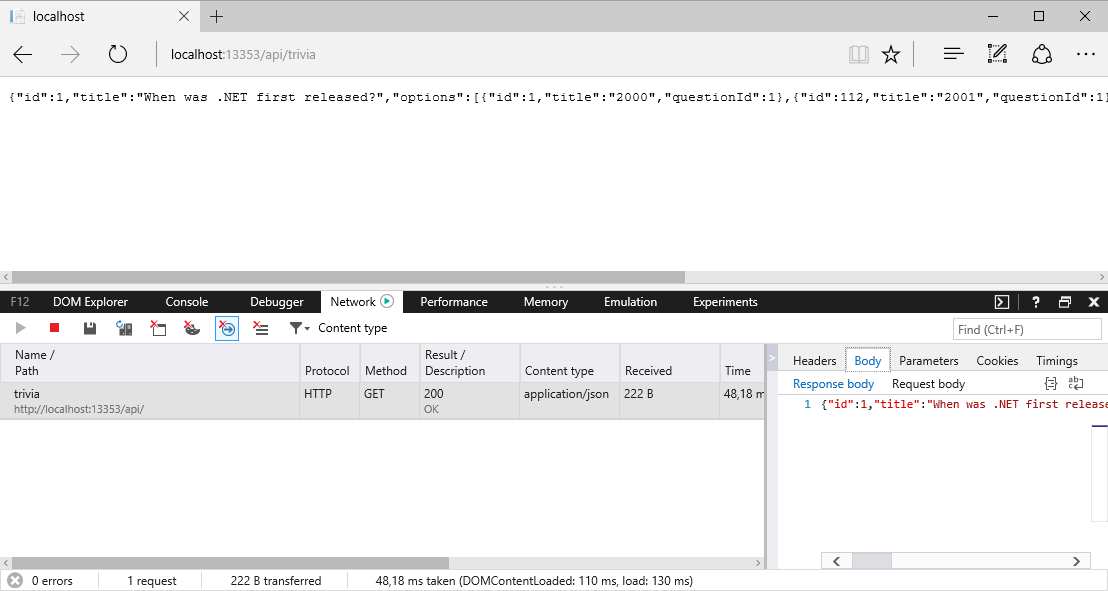 localhost
localhost:13353/api/trivia
{"id":1,"title":"When was .NET first released?","options":[{"id":1,"title":"2000","questionId":1},{"id":112,"title":"2001","questionId":1}
F12 DOM Explorer Console Debugger Network Performance Memory Emulation Experiments ?
Content type
Find (Ctrl+F)
Name / Path Protocol Method Result / Description Content type Received Time
trivia HTTP GET 200 application/json 222 B 48,18 m
http://localhost:13353/api/ OK
Headers Body Parameters Cookies Timings
Response body Request body
1 {"id":1,"title":"When was .NET first release
0 errors 1 request 222 B transferred 48,18 ms taken (DOMContentLoaded: 110 ms, load: 130 ms)